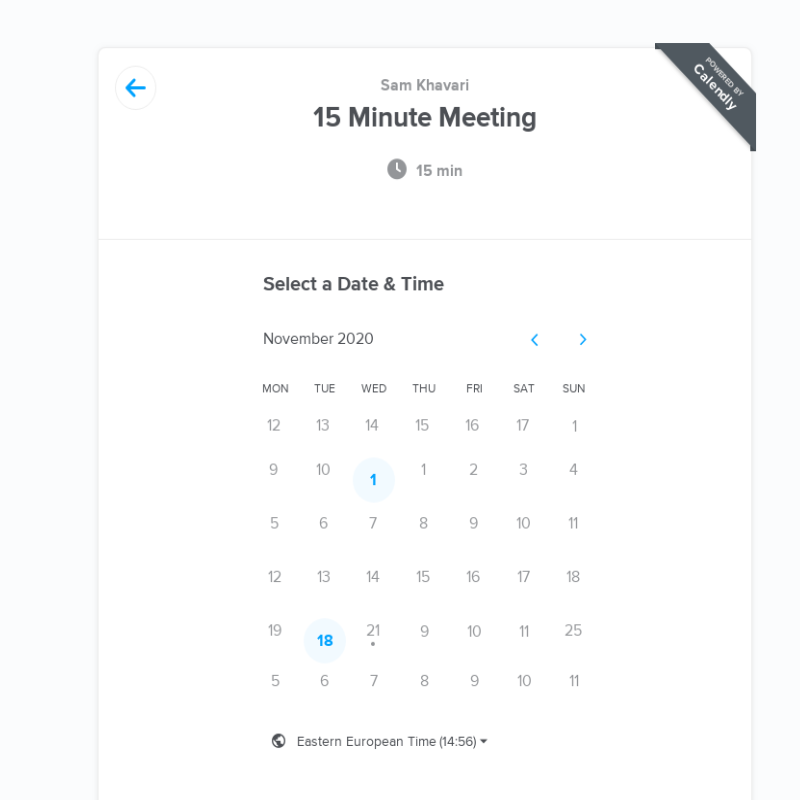 Sam Khavari
15 Minute Meeting
POWERED BY
Calendly
15 min
Select a Date & Time
November 2020
MON TUE WED THU FRI SAT SUN
12 13 14 15 16 17 1
9 10 1 1 2 3 4
5 6 7 8 9 10 11
12 13 14 15 16 17 18
19 18 21 9 10 11 25
5 6 7 8 9 10 11
Eastern European Time (14:56)